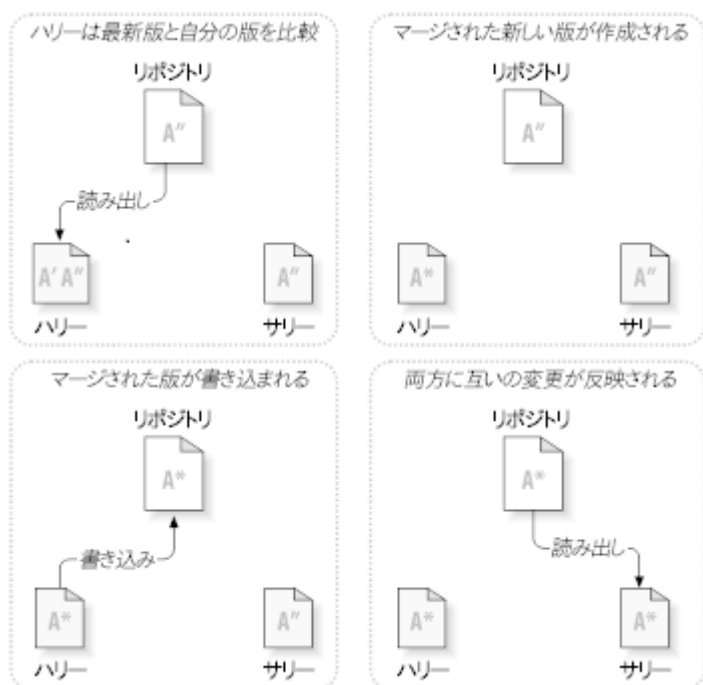 ハリーは最新版と自分の版を比較
リポジトリ
A"
読み出し
A' A"
A"
ハリー
サリー
マージされた新しい版が作成される
リポジトリ
A"
A*
A"
ハリー
サリー
マージされた版が書き込まれる
リポジトリ
A*
書き込み
A*
A"
ハリー
サリー
両方に互いの変更が反映される
リポジトリ
A*
読み出し
A*
A*
ハリー
サリー